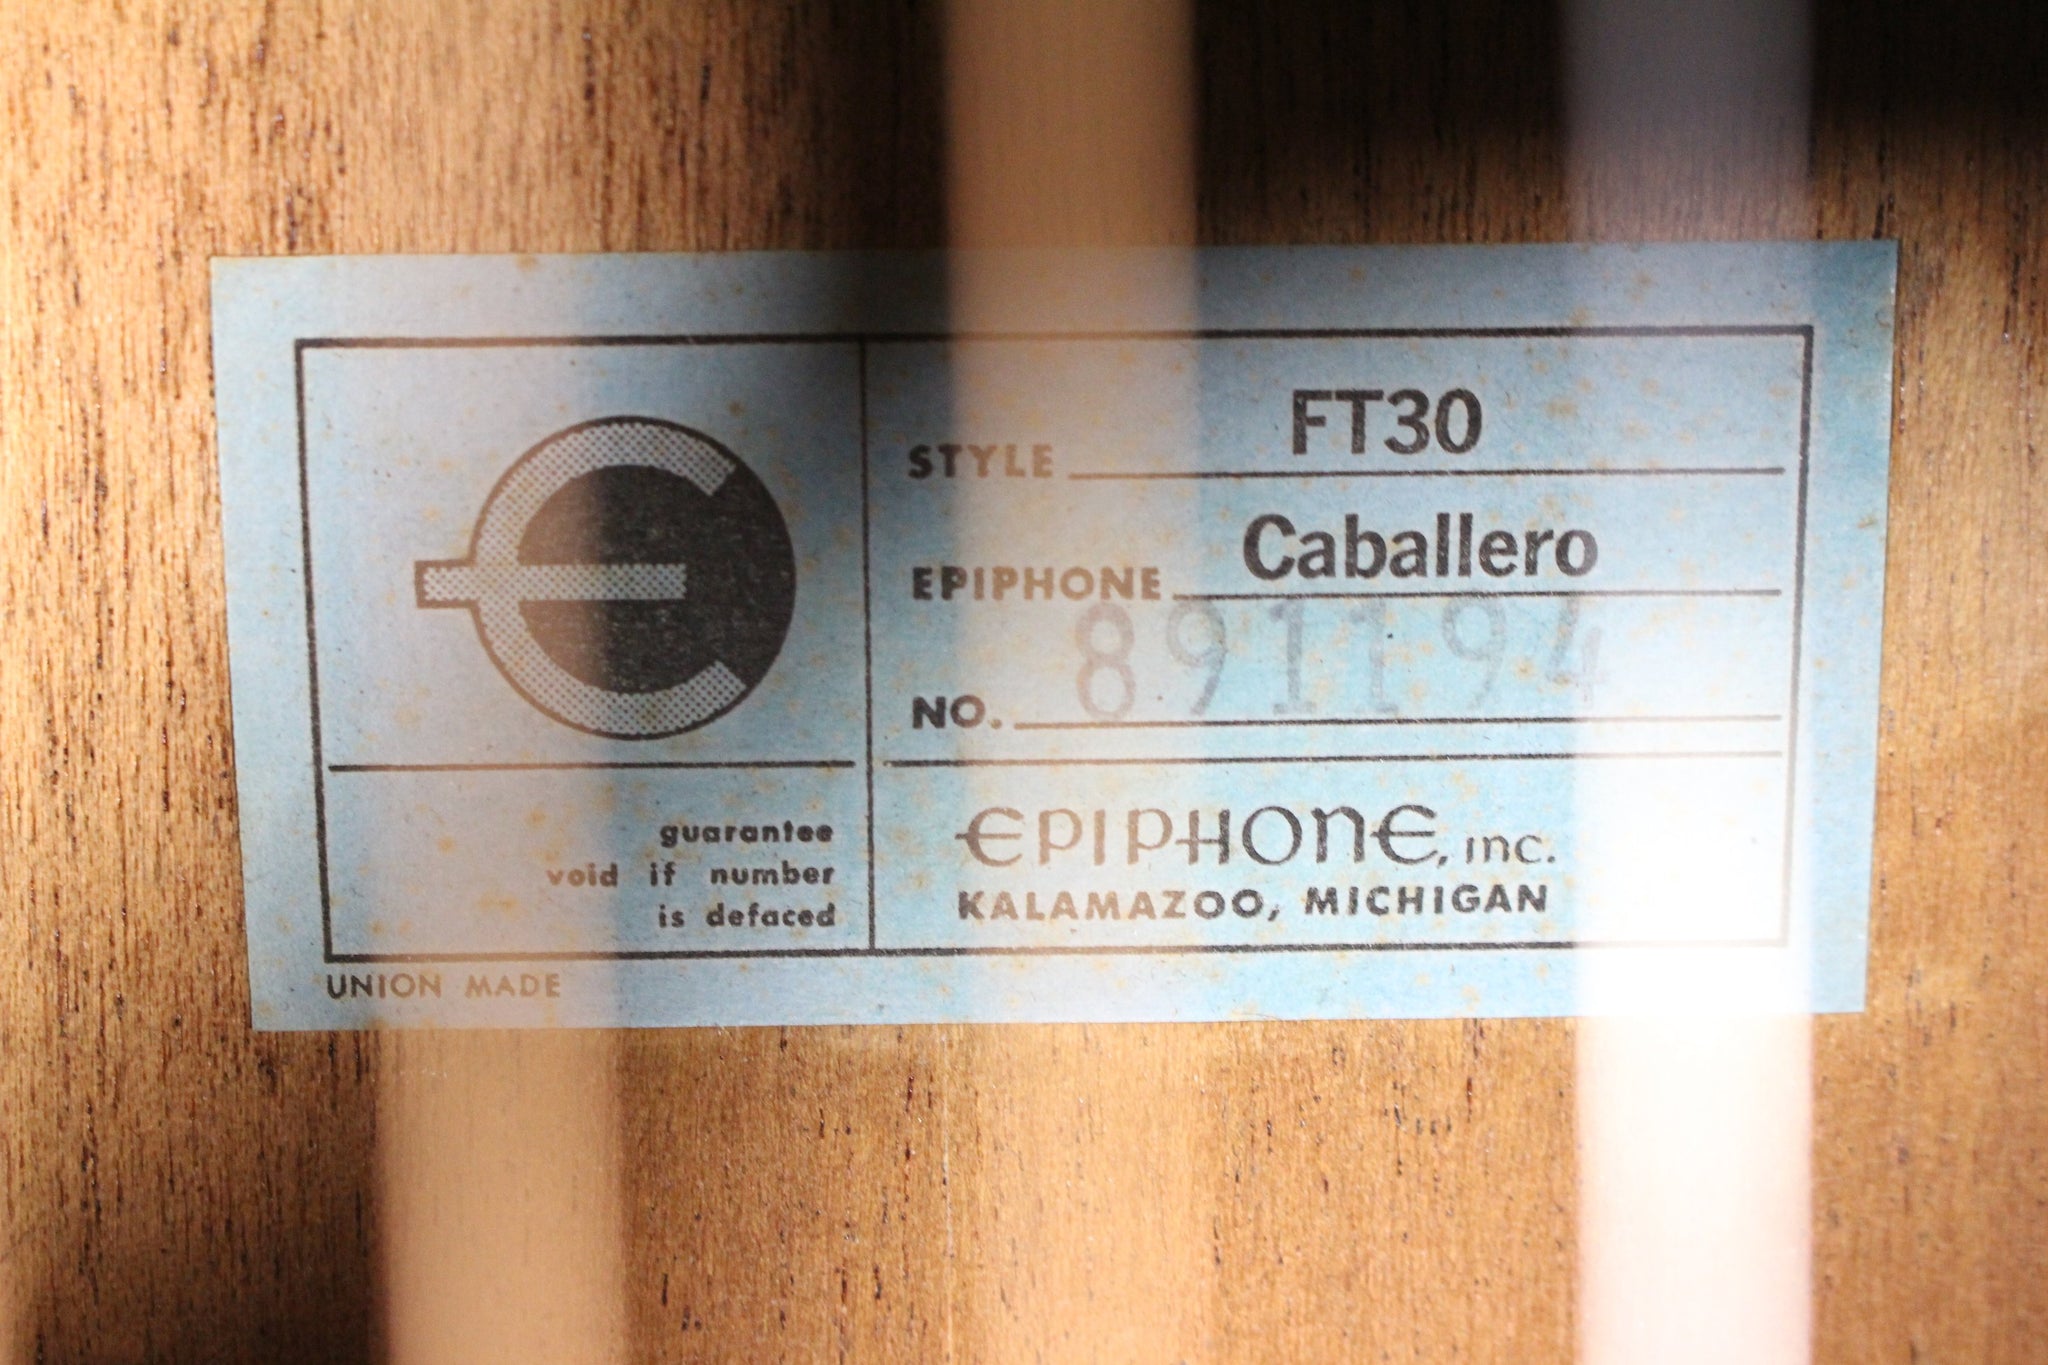 STYLE FT30
EPIPHONE Caballero
NO. 891194
guarantee
void if number
is defaced
EPIPHONE, INC.
KALAMAZOO, MICHIGAN
UNION MADE